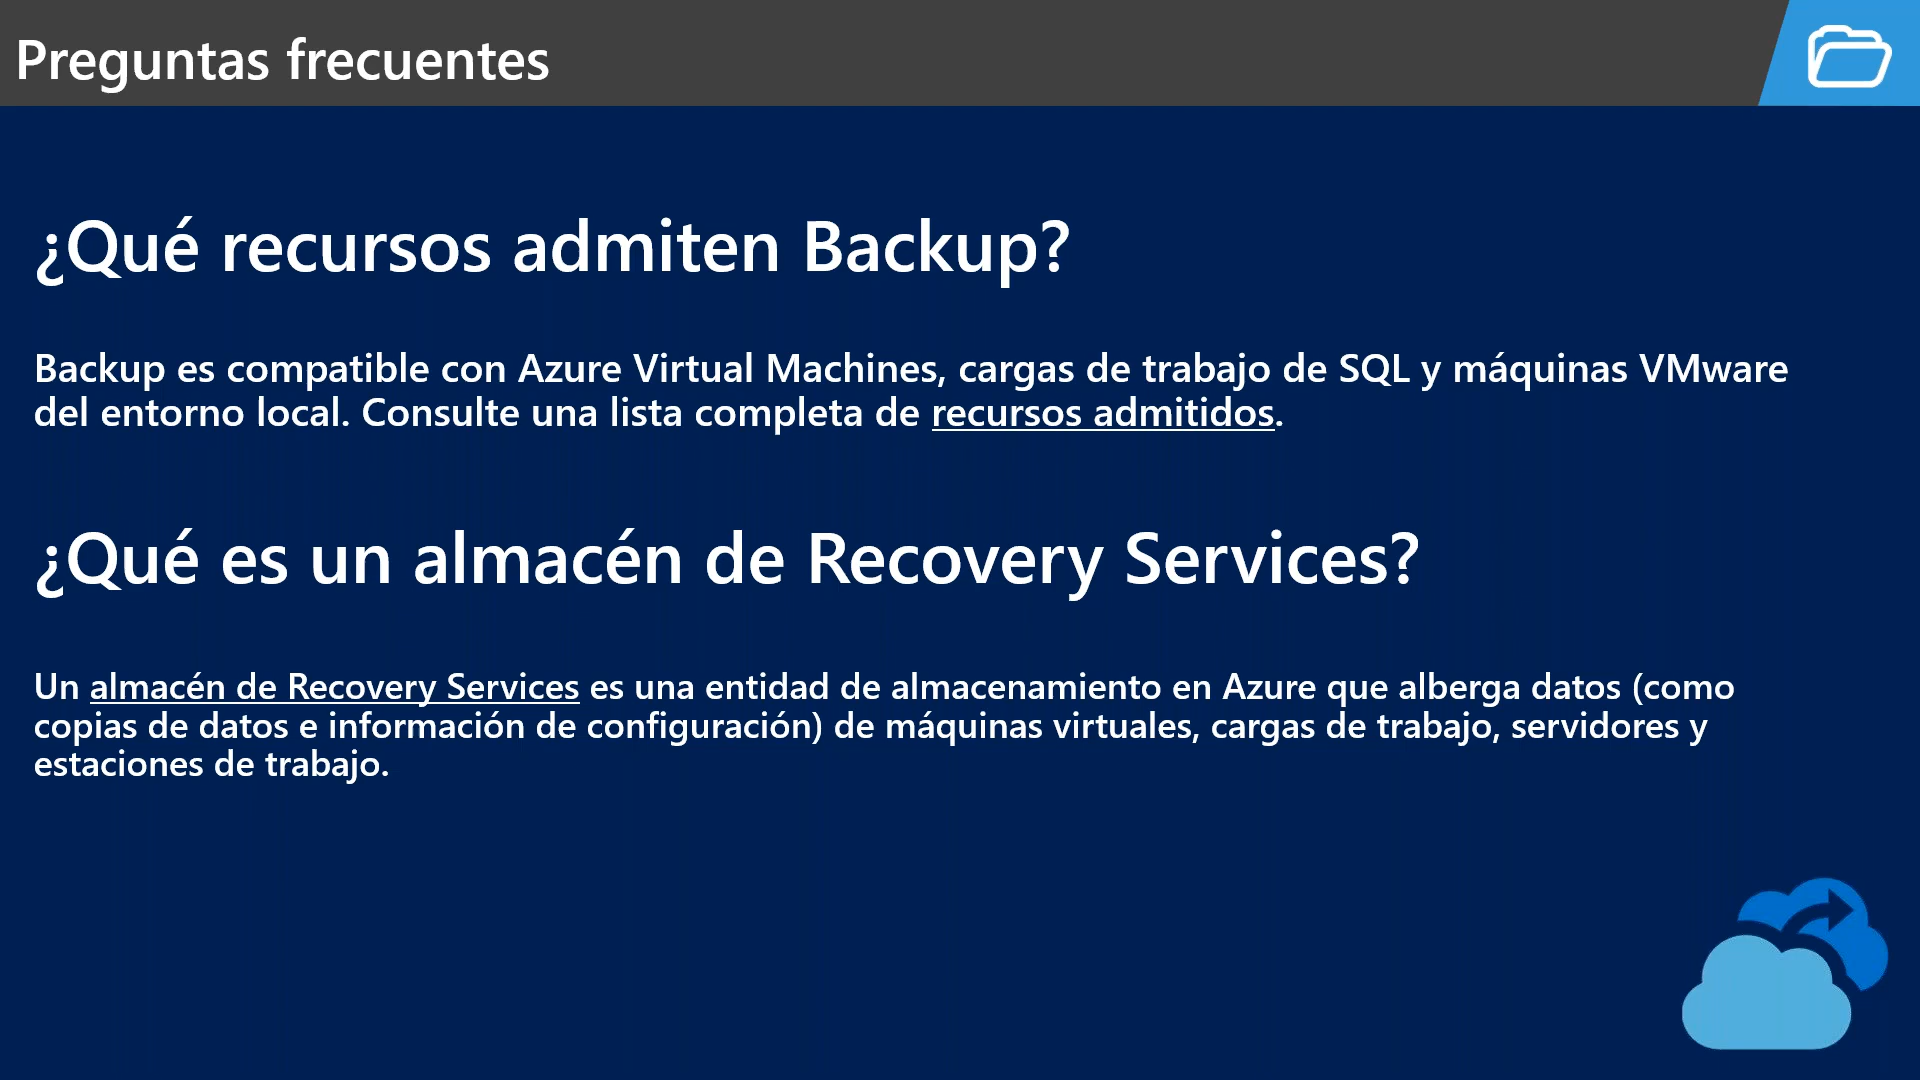 Preguntas frecuentes
¿Qué recursos admiten Backup?
Backup es compatible con Azure Virtual Machines, cargas de trabajo de SQL y máquinas VMware
del entorno local. Consulte una lista completa de recursos admitidos.
¿Qué es un almacén de Recovery Services?
Un almacén de Recovery Services es una entidad de almacenamiento en Azure que alberga datos (como
copias de datos e información de configuración) de máquinas virtuales, cargas de trabajo, servidores y
estaciones de trabajo.